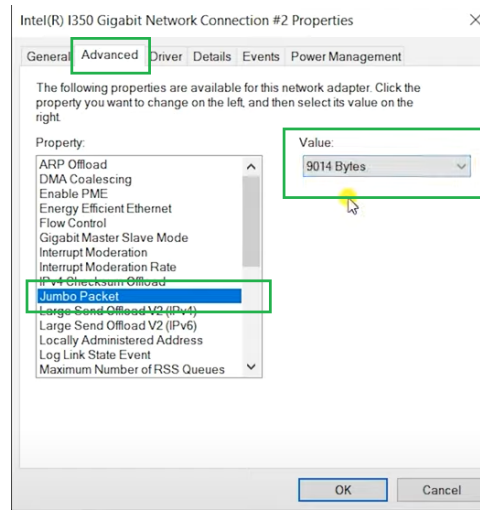 Intel(R) I350 Gigabit Network Connection #2 Properties
General Advanced Driver Details Events Power Management
The following properties are available for this network adapter. Click the
property you want to change on the left, and then select its value on the
right.
Property:
Value:
ARP Offload
9014 Bytes
DMA Coalescing
Enable PME
Energy Efficient Ethernet
Flow Control
Gigabit Master Slave Mode
Interrupt Moderation
Interrupt Moderation Rate
IPv4 Checksum Offload
Jumbo Packet
Large Send Offload V2 (IPv4)
Large Send Offload V2 (IPv6)
Locally Administered Address
Log Link State Event
Maximum Number of RSS Queues
OK Cancel